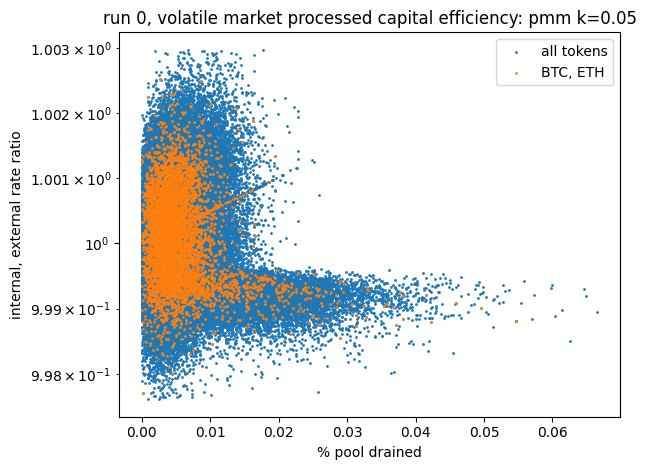 run 0, volatile market processed capital efficiency: pmm k=0.05
all tokens
BTC, ETH
internal, external rate ratio
1.003 × 10⁰
1.002 × 10⁰
1.001 × 10⁰
10⁰
9.99 × 10⁻¹
9.98 × 10⁻¹
0.00 0.01 0.02 0.03 0.04 0.05 0.06
% pool drained